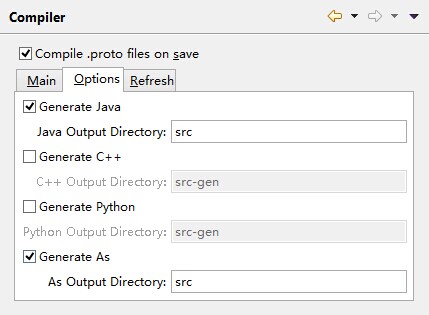 Compiler
Compile .proto files on save
Main Options Refresh
Generate Java
Java Output Directory: src
Generate C++
C++ Output Directory: src-gen
Generate Python
Python Output Directory: src-gen
Generate As
As Output Directory: src